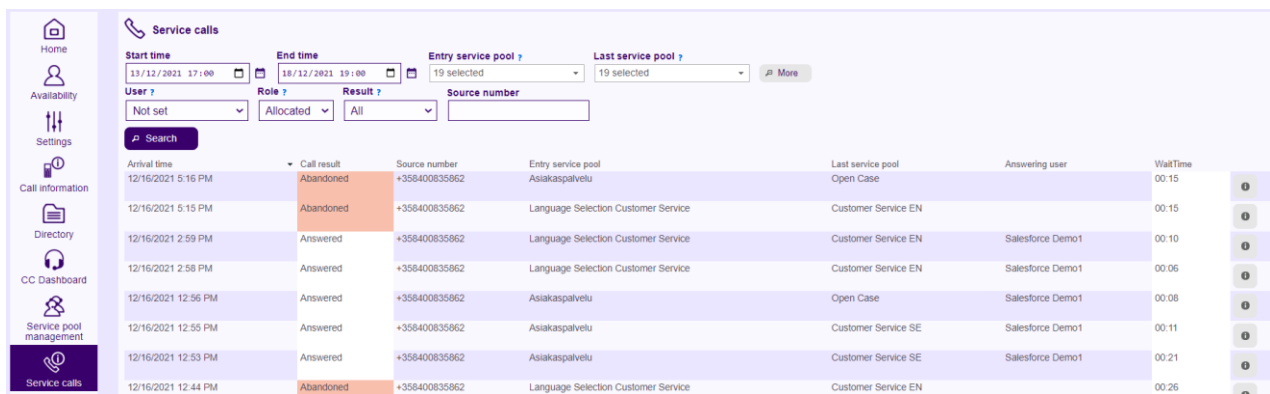 Home
Availability
Settings
Call information
Directory
CC Dashboard
Service pool
management
Service calls
Service calls
Start time End time Entry service pool ? Last service pool ?
13/12/2021 17:00 18/12/2021 19:00 19 selected 19 selected More
User ? Role ? Result ? Source number
Not set Allocated All
Search
Arrival time Call result Source number Entry service pool Last service pool Answering user WaitTime
12/16/2021 5:16 PM Abandoned +358400835862 Asiakaspalvelu Open Case 00:15
12/16/2021 5:15 PM Abandoned +358400835862 Language Selection Customer Service Customer Service EN 00:15
12/16/2021 2:59 PM Answered +358400835862 Language Selection Customer Service Customer Service EN Salesforce Demo1 00:10
12/16/2021 2:58 PM Answered +358400835862 Language Selection Customer Service Customer Service EN Salesforce Demo1 00:06
12/16/2021 12:56 PM Answered +358400835862 Asiakaspalvelu Open Case Salesforce Demo1 00:08
12/16/2021 12:55 PM Answered +358400835862 Asiakaspalvelu Customer Service SE Salesforce Demo1 00:11
12/16/2021 12:53 PM Answered +358400835862 Asiakaspalvelu Customer Service SE Salesforce Demo1 00:21
12/16/2021 12:44 PM Abandoned +358400835862 Language Selection Customer Service Customer Service EN 00:26